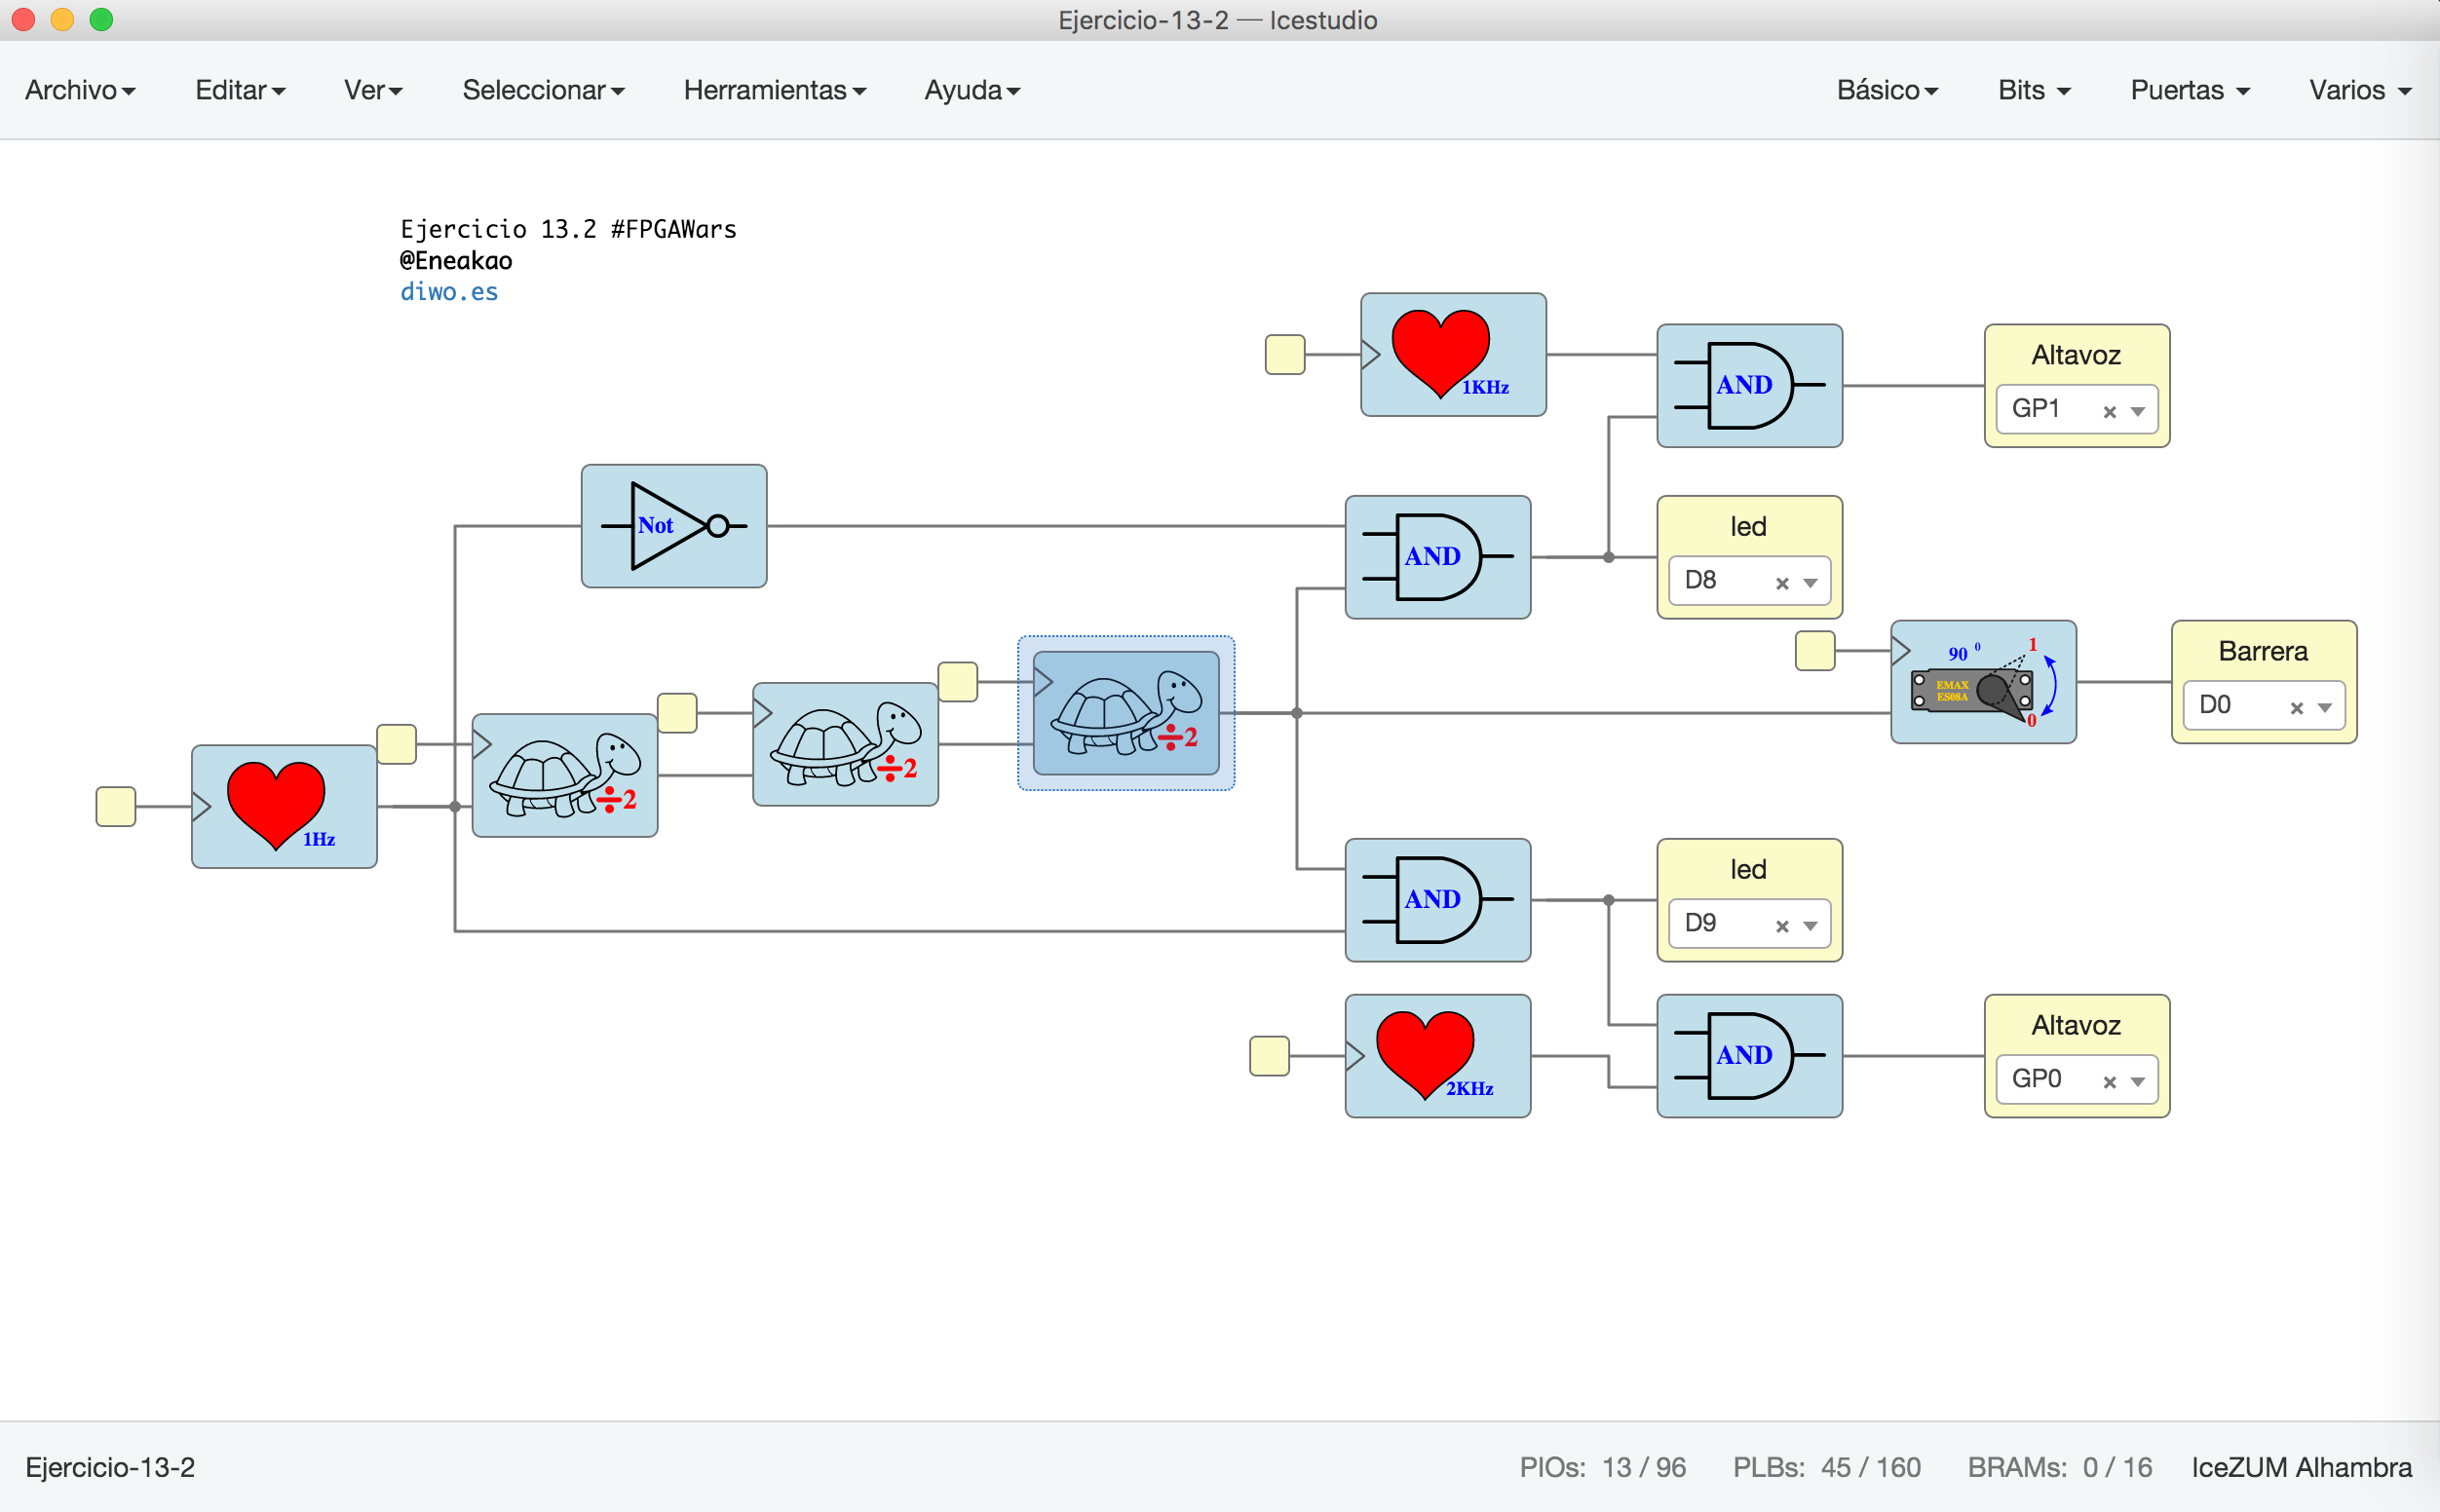 Ejercicio-13-2 — Icestudio
Archivo Editar Ver Seleccionar Herramientas Ayuda Básico Bits Puertas Varios
Ejercicio 13.2 #FPGAWars
@Eneakao
diwo.es
1KHz
AND
Altavoz
GP1
Not
AND
led
D8
90 0
1
EMAX
ES08A
0
Barrera
D0
÷2
÷2
÷2
1Hz
AND
led
D9
2KHz
AND
Altavoz
GP0
Ejercicio-13-2 PIOs: 13 / 96 PLBs: 45 / 160 BRAMs: 0 / 16 IceZUM Alhambra